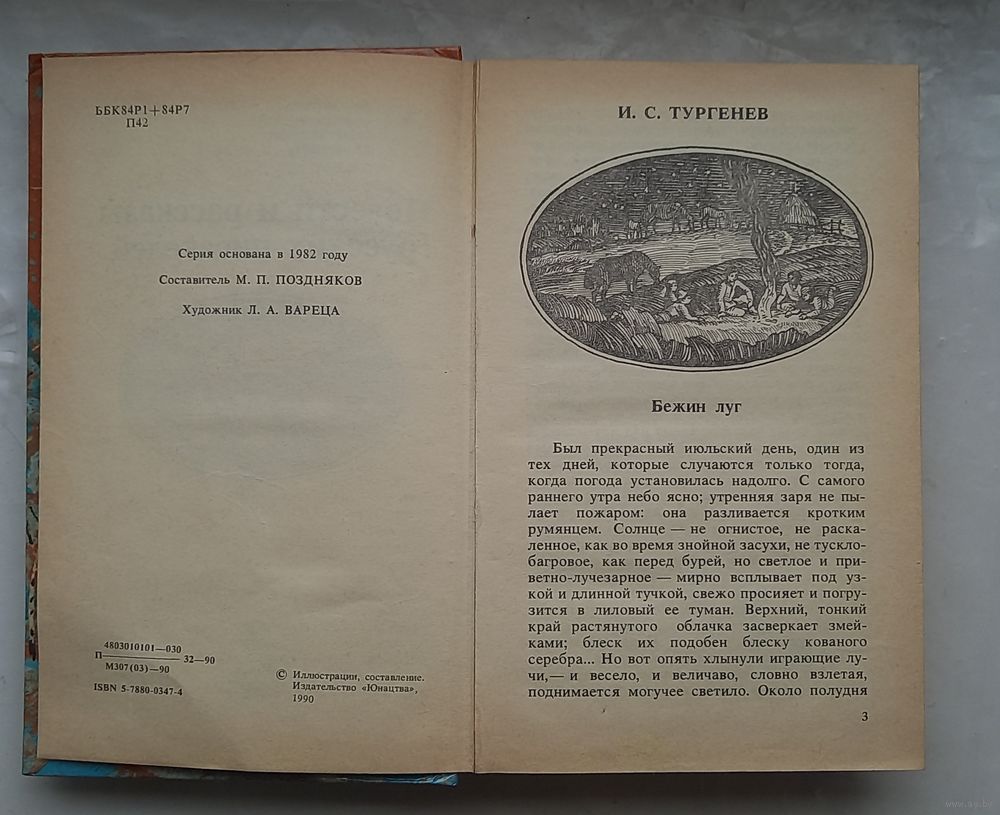 ББК84Р1+84Р7
П42
Серия основана в 1982 году
Составитель М. П. ПОЗДНЯКОВ
Художник Л. А. ВАРЕЦА
4803010101—030
П 32—90
М307(03)—90
ISBN 5-7880-0347-4
© Иллюстрации, составление.
Издательство «Юнацтва»,
1990
И. С. ТУРГЕНЕВ
Бежин луг
Был прекрасный июльский день, один из
тех дней, которые случаются только тогда,
когда погода установилась надолго. С самого
раннего утра небо ясно; утренняя заря не пы-
лает пожаром: она разливается кротким
румянцем. Солнце — не огнистое, не раска-
ленное, как во время знойной засухи, не тускло-
багровое, как перед бурей, но светлое и при-
ветно-лучезарное — мирно всплывает под уз-
кой и длинной тучкой, свежо просияет и погру-
зится в лиловый ее туман. Верхний, тонкий
край растянутого облачка засверкает змей-
ками; блеск их подобен блеску кованого
серебра... Но вот опять хлынули играющие лу-
чи,— и весело, и величаво, словно взлетая,
поднимается могучее светило. Около полудня
3
www.ay.by